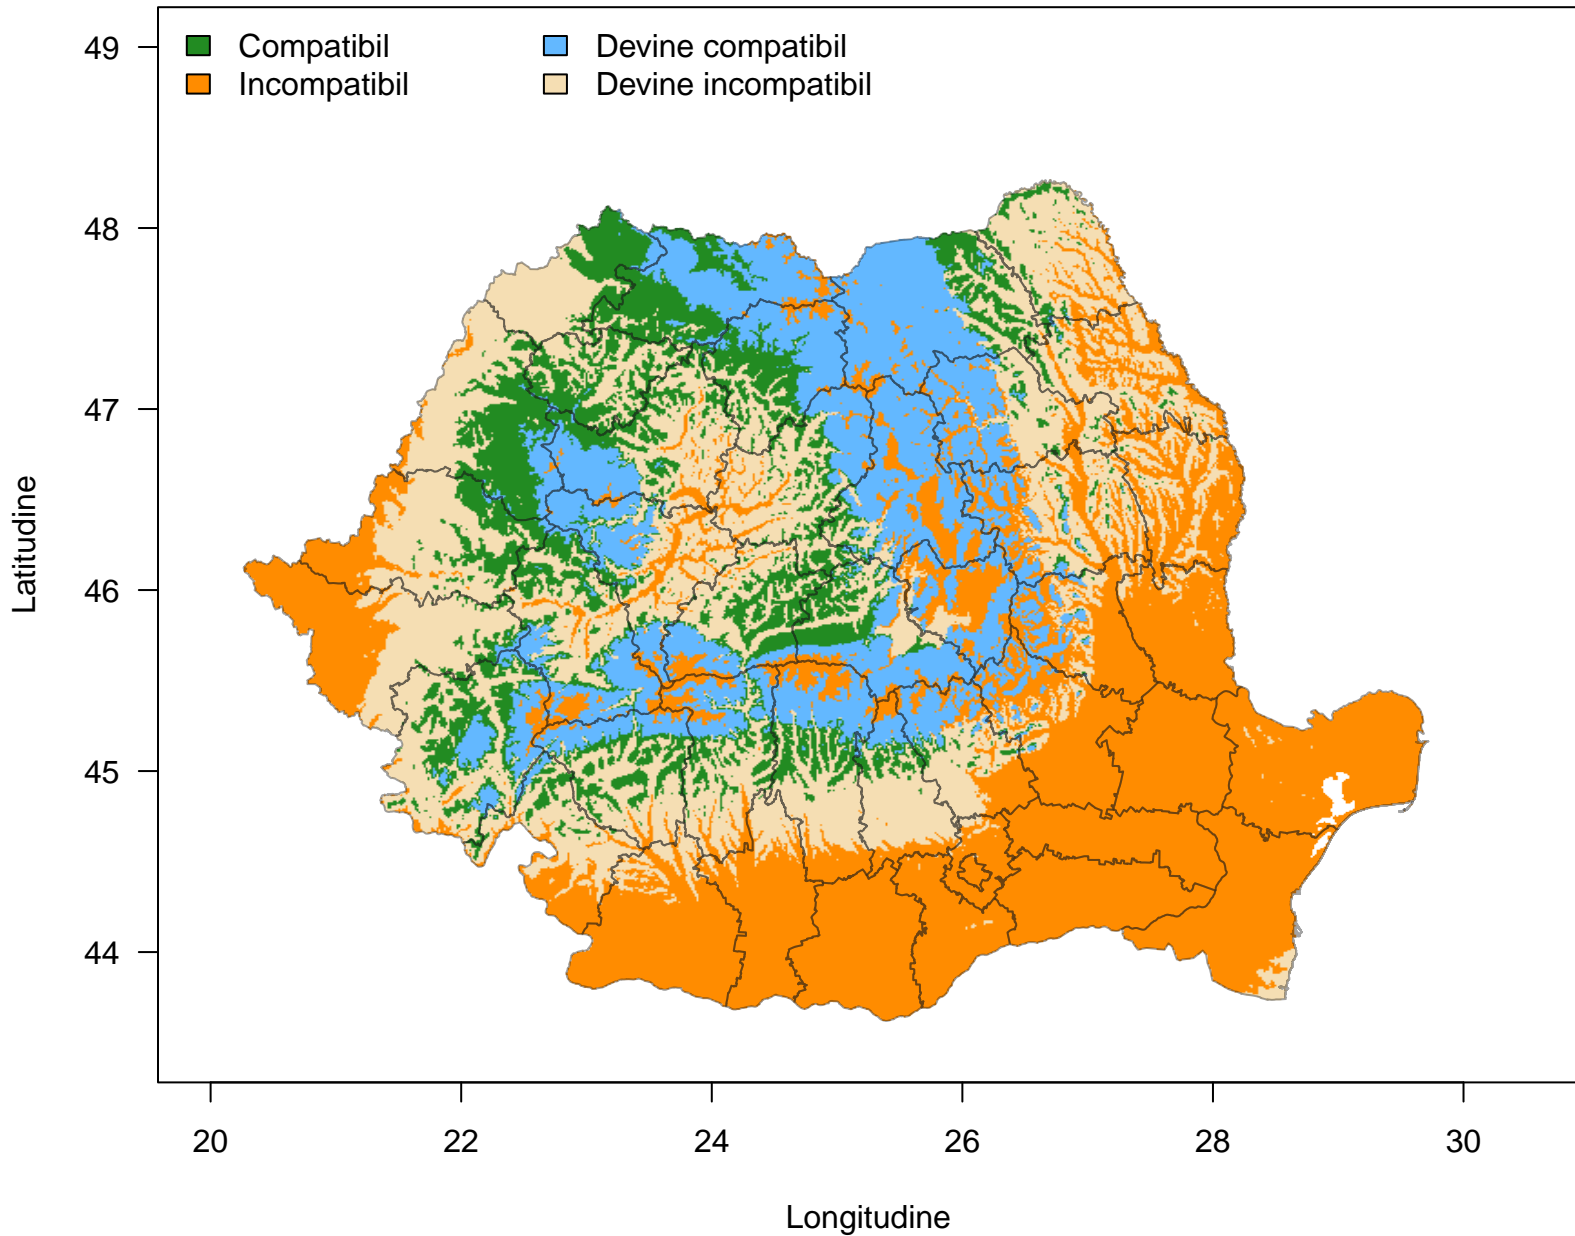 Compatibil
Incompatibil
Devine compatibil
Devine incompatibil
49
48
47
46
45
44
Latitudine
20 22 24 26 28 30
Longitudine